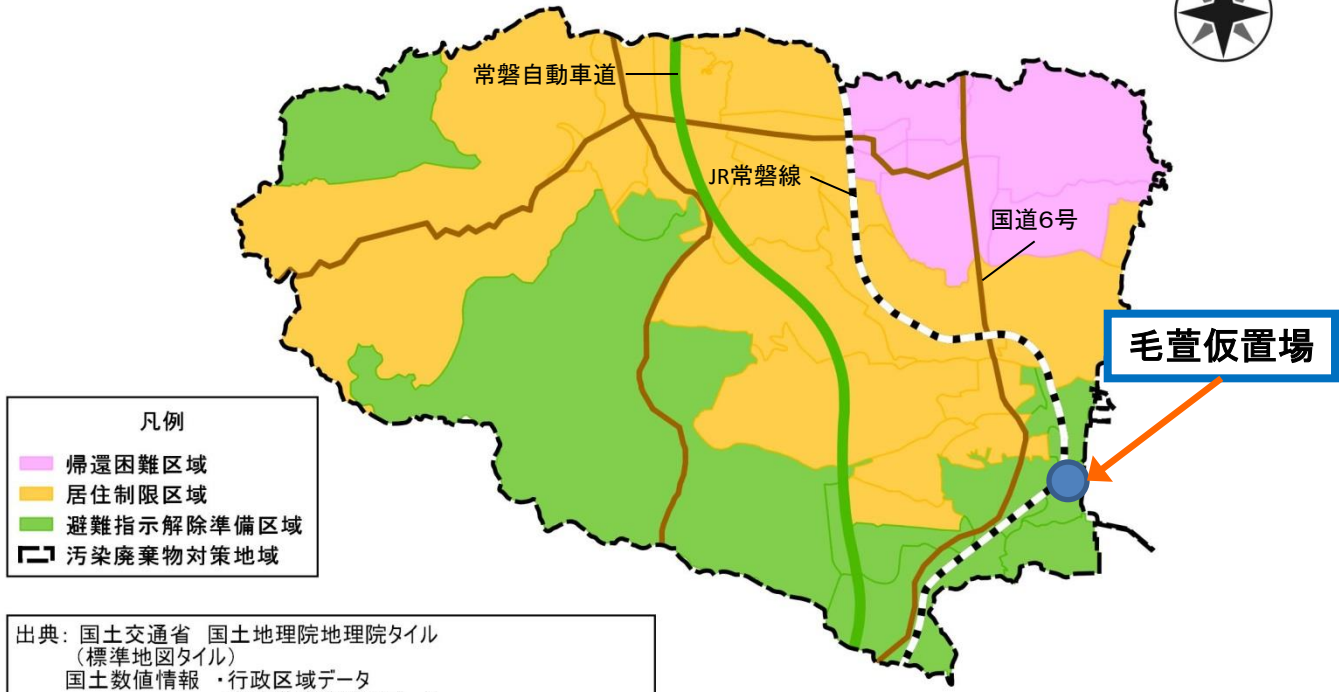 常磐自動車道
JR常磐線
国道6号
毛萱仮置場
凡例
帰還困難区域
居住制限区域
避難指示解除準備区域
汚染廃棄物対策地域
出典: 国土交通省 国土地理院地理院タイル
(標準地図タイル)
国土数値情報 ・行政区域データ